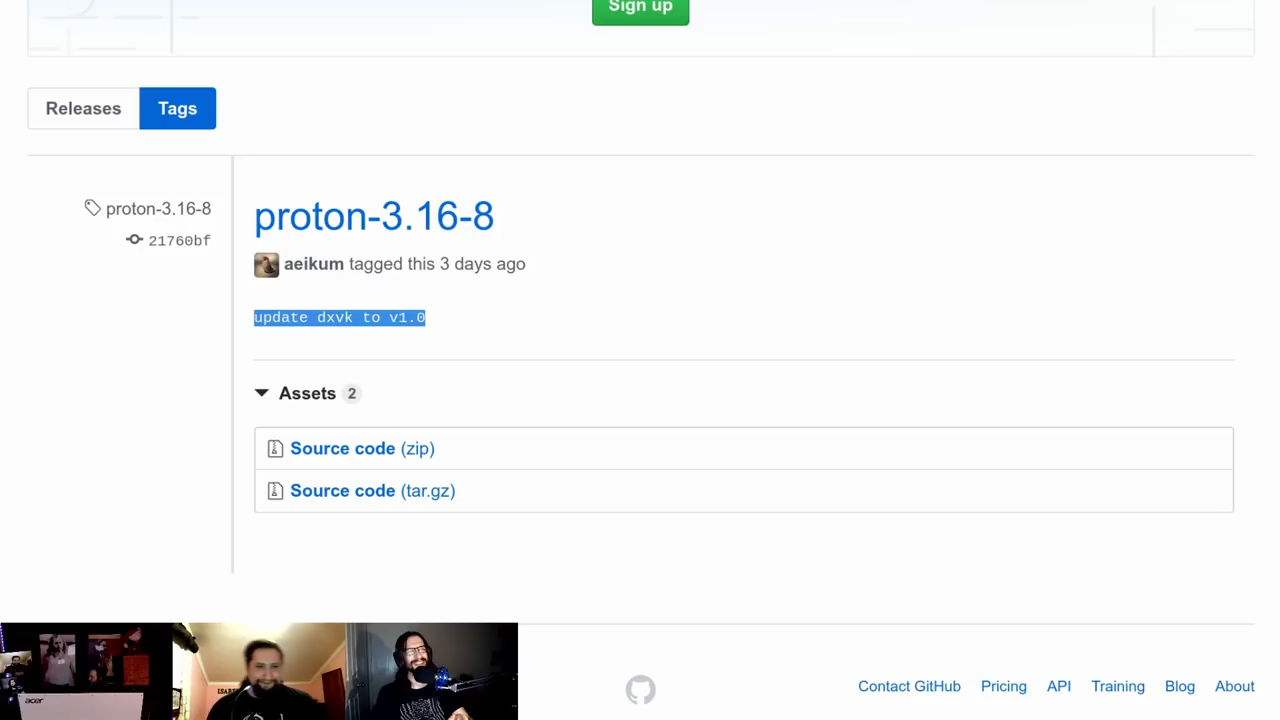 Sign up
Releases
Tags
proton-3.16-8
21760bf
proton-3.16-8
aeikum tagged this 3 days ago
update dxvk to v1.0
Assets 2
Source code (zip)
Source code (tar.gz)
acer
Contact GitHub
Pricing
API
Training
Blog
About